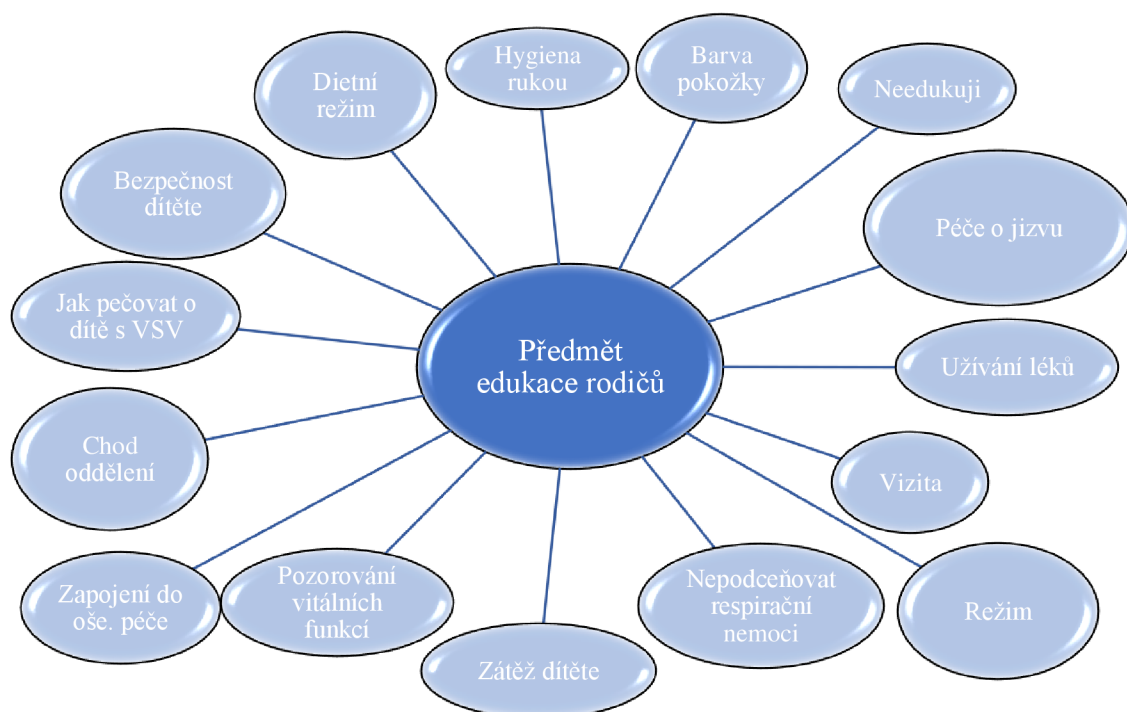 Hygiena
rukou
Barva
pokožky
Dietní
režim
Needukuji
Bezpečnost
dítěte
Péče o jizvu
Jak pečovat o
dítě s VSV
Předmět
edukace rodičů
Užívání léků
Chod
oddělení
Vizita
Zapojení do
oše. péče
Pozorování
vitálních
funkcí
Nepodceňovat
respirační
nemoci
Režim
Zátěž dítěte